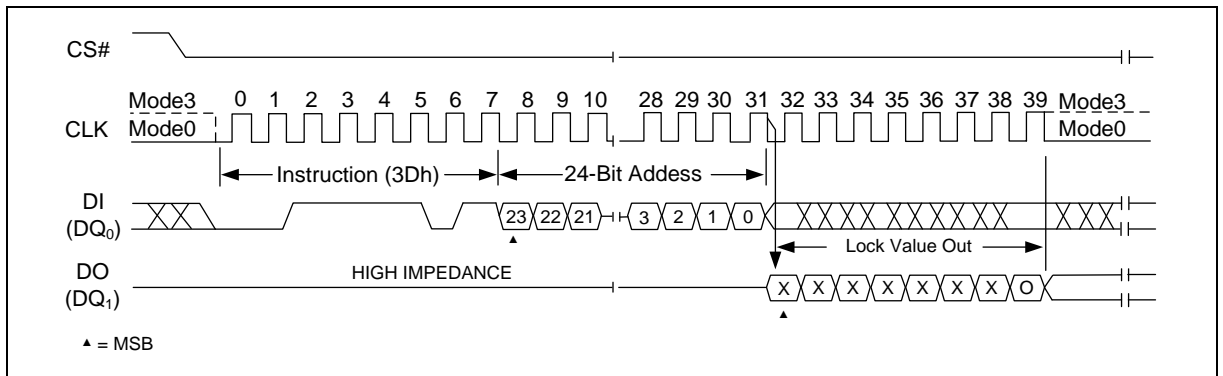 CS#
Mode3 0 1 2 3 4 5 6 7 8 9 10 28 29 30 31 32 33 34 35 36 37 38 39 Mode3
CLK Mode0 Mode0
Instruction (3Dh) 24-Bit Addess
DI
(DQ₀)
23 22 21 3 2 1 0
Lock Value Out
DO
(DQ₁)
HIGH IMPEDANCE
X X X X X X X O
▲ = MSB